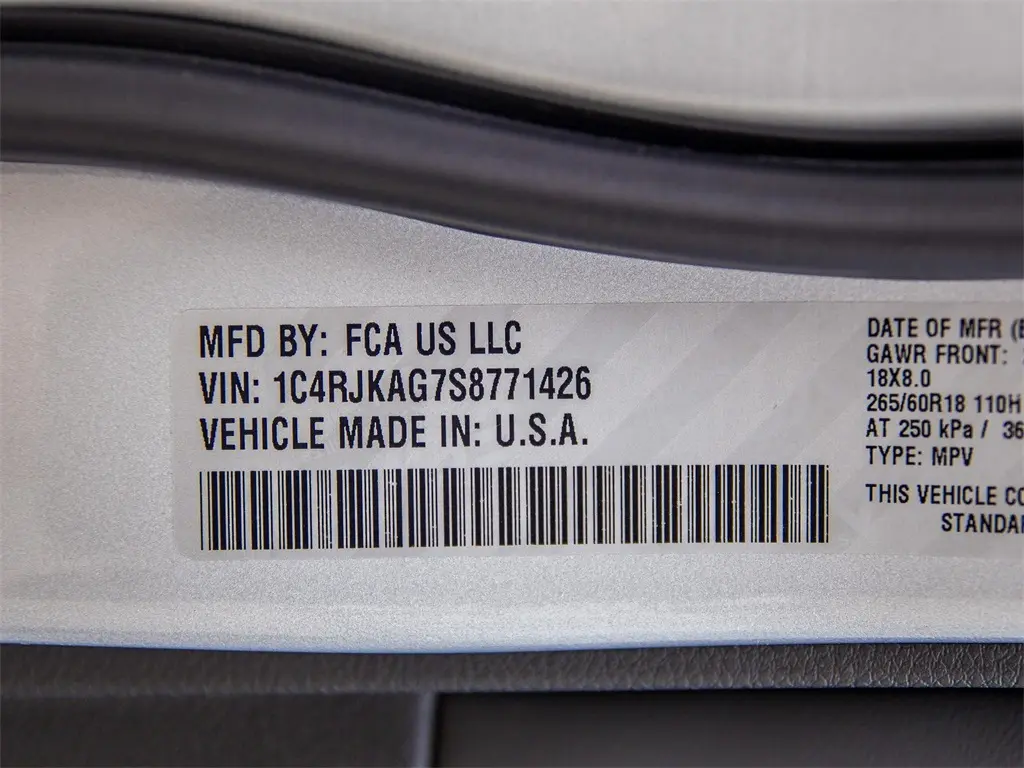 MFD BY: FCA US LLC
VIN: 1C4RJKAG7S8771426
VEHICLE MADE IN: U.S.A.
DATE OF MFR
GAWR FRONT:
18X8.0
265/60R18 110H
AT 250 kPa / 36
TYPE: MPV
THIS VEHICLE